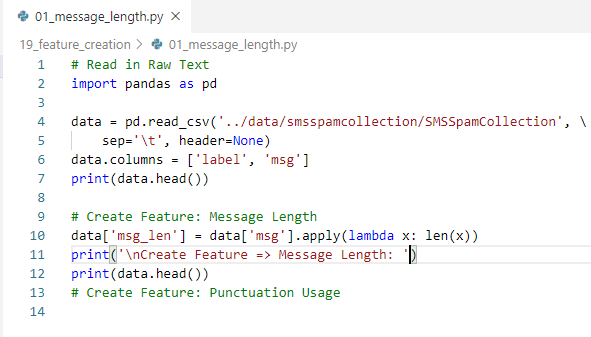 01_message_length.py
19_feature_creation > 01_message_length.py
1 # Read in Raw Text
2 import pandas as pd
3
4 data = pd.read_csv('../data/smsspamcollection/SMSSpamCollection', \
5     sep='\t', header=None)
6 data.columns = ['label', 'msg']
7 print(data.head())
8
9 # Create Feature: Message Length
10 data['msg_len'] = data['msg'].apply(lambda x: len(x))
11 print('\nCreate Feature => Message Length: ')
12 print(data.head())
13 # Create Feature: Punctuation Usage
14